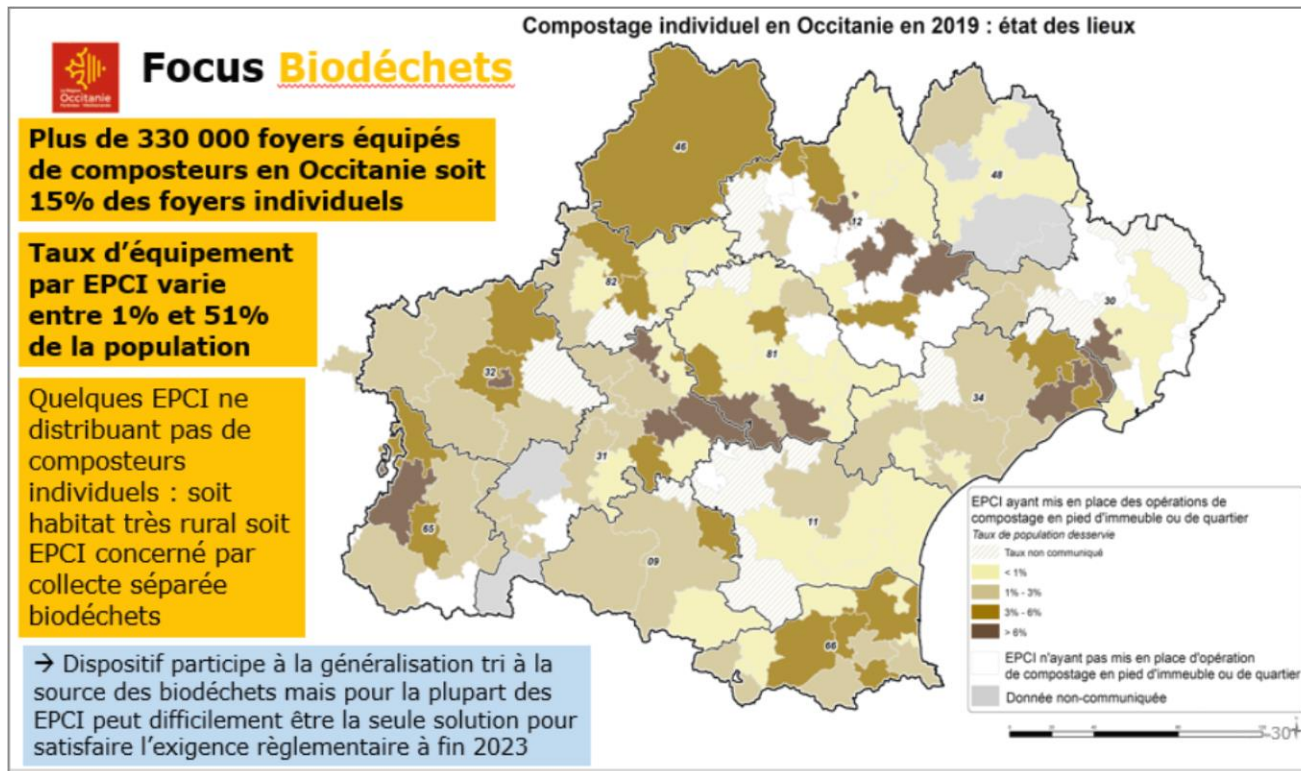 Compostage individuel en Occitanie en 2019 : état des lieux
Focus Biodéchets
La Région
Occitanie
Pyrénées - Méditerranée
Plus de 330 000 foyers équipés
de composteurs en Occitanie soit
15% des foyers individuels
Taux d’équipement
par EPCI varie
entre 1% et 51%
de la population
Quelques EPCI ne
distribuant pas de
composteurs
individuels : soit
habitat très rural soit
EPCI concerné par
collecte séparée
biodéchets
→ Dispositif participe à la généralisation tri à la
source des biodéchets mais pour la plupart des
EPCI peut difficilement être la seule solution pour
satisfaire l’exigence règlementaire à fin 2023
46
48
12
82
30
81
32
34
31
65
11
09
66
EPCI ayant mis en place des opérations de
compostage en pied d'immeuble ou de quartier
Taux de population desservie
Taux non communiqué
< 1%
1% - 3%
3% - 6%
> 6%
EPCI n'ayant pas mis en place d'opération
de compostage en pied d'immeuble ou de quartier
Donnée non-communiquée
30